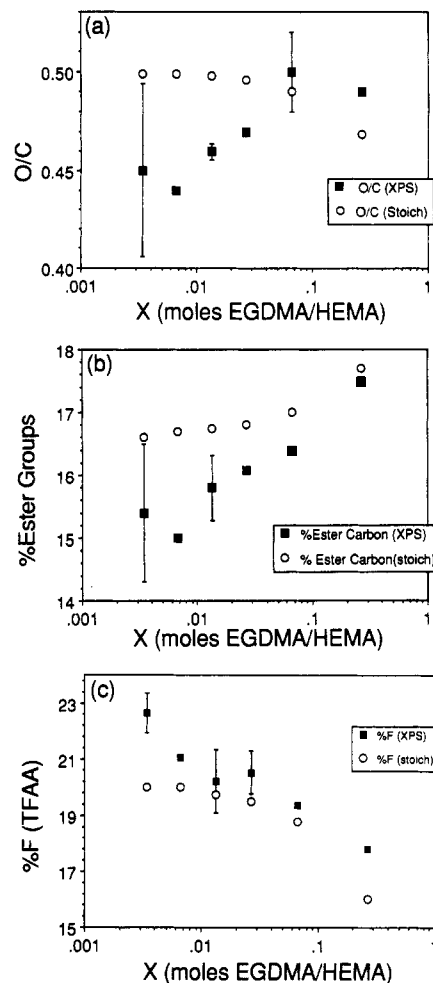 (a)
0.50
0.45
0.40
O/C
O/C (XPS)
O/C (Stoich)
.001
.01
.1
1
X (moles EGDMA/HEMA)
(b)
18
17
16
15
14
%Ester Groups
%Ester Carbon (XPS)
% Ester Carbon(stoich)
.001
.01
.1
1
X (moles EGDMA/HEMA)
(c)
23
21
19
17
15
%F (TFAA)
%F (XPS)
%F (stoich)
.001
.01
.1
1
X (moles EGDMA/HEMA)